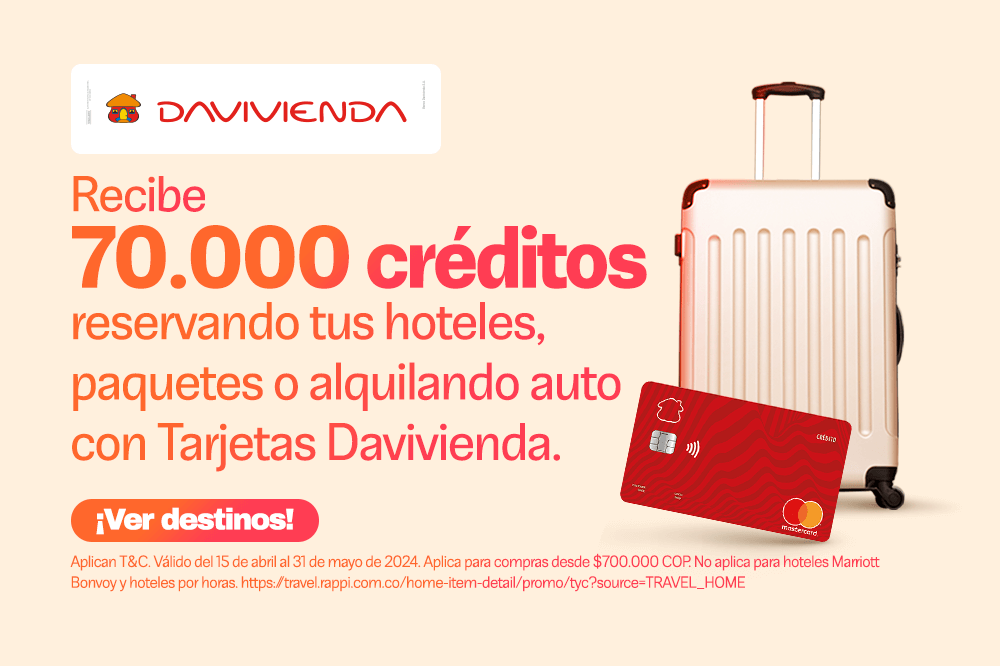 DAVIVIENDA
Recibe
70.000 créditos
reservando tus hoteles,
paquetes o alquilando auto
con Tarjetas Davivienda.
CRÉDITO
mastercard
¡Ver destinos!
Aplican T&C. Válido del 15 de abril al 31 de mayo de 2024. Aplica para compras desde $700.000 COP. No aplica para hoteles Marriott
Bonvoy y hoteles por horas. https://travel.rappi.com.co/home-item-detail/promo/tyc?source=TRAVEL_HOME